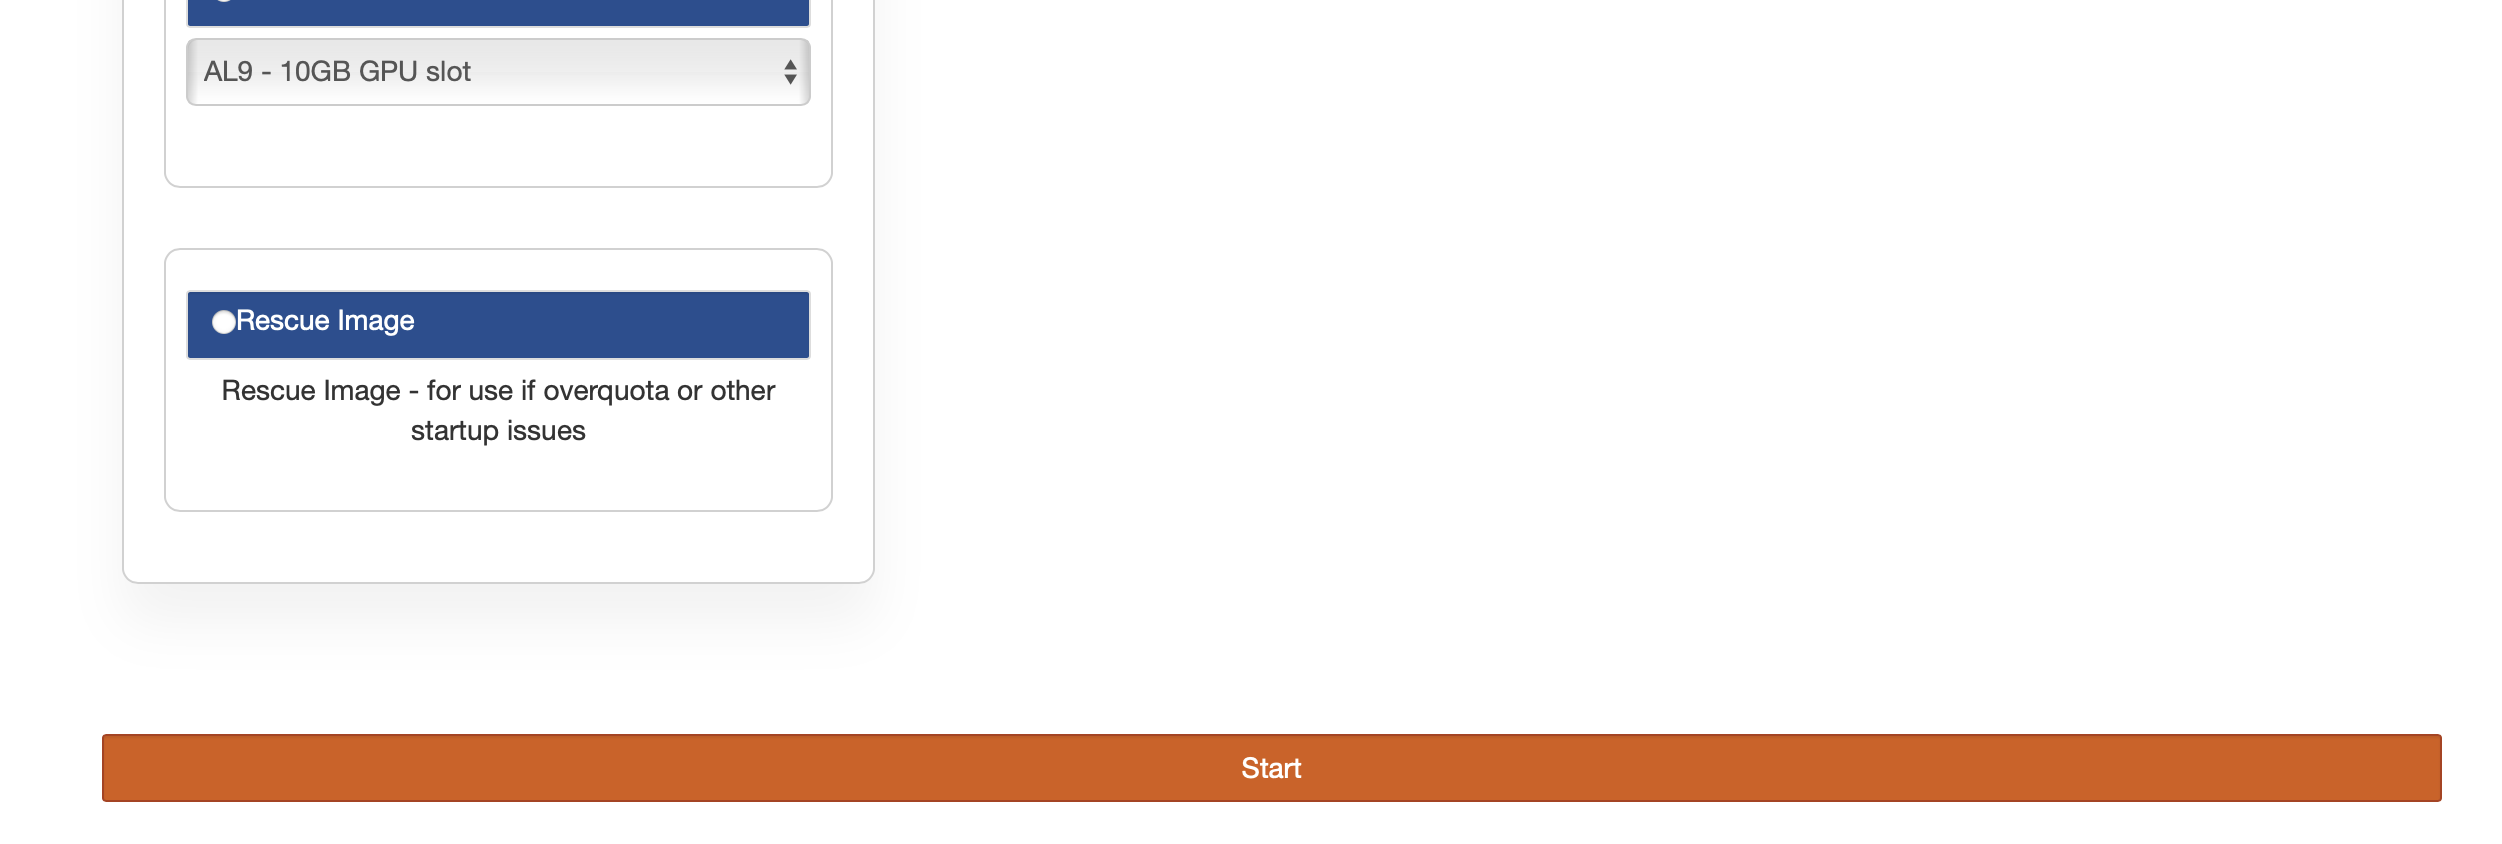 AL9 - 10GB GPU slot
Rescue Image
Rescue Image - for use if overquota or other
startup issues
Start